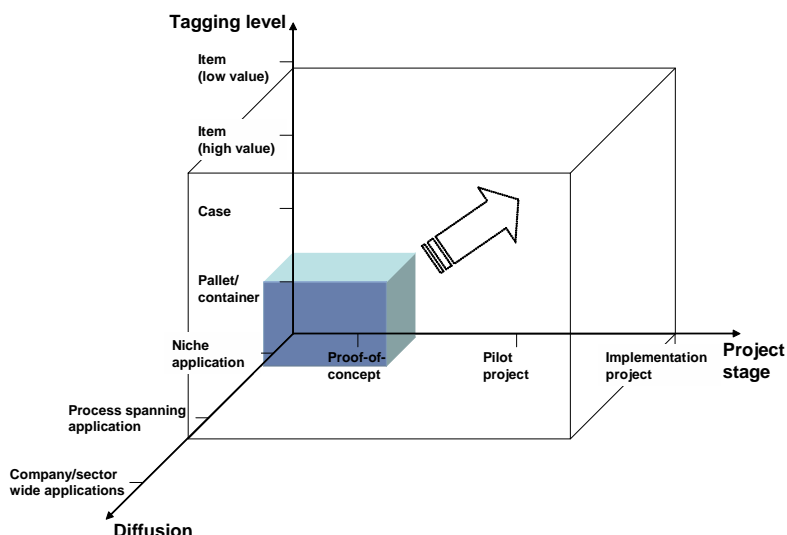 Tagging level
Item
(low value)
Item
(high value)
Case
Pallet/
container
Niche
application
Process spanning
application
Company/sector
wide applications
Diffusion
Proof-of-
concept
Pilot
project
Implementation
project
Project
stage